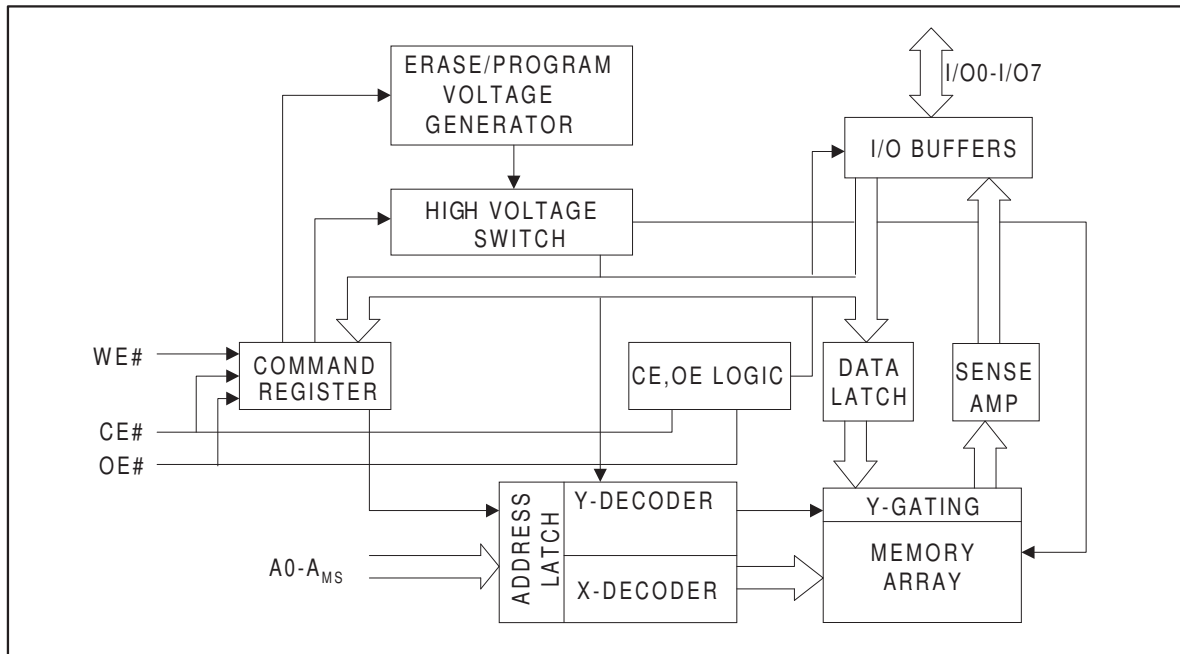 ERASE/PROGRAM
VOLTAGE
GENERATOR
I/O0-I/O7
I/O BUFFERS
HIGH VOLTAGE
SWITCH
WE#
COMMAND
REGISTER
CE,OE LOGIC
DATA
LATCH
SENSE
AMP
CE#
OE#
ADDRESS
LATCH
Y-DECODER
X-DECODER
Y-GATING
MEMORY
ARRAY
A0-AMS